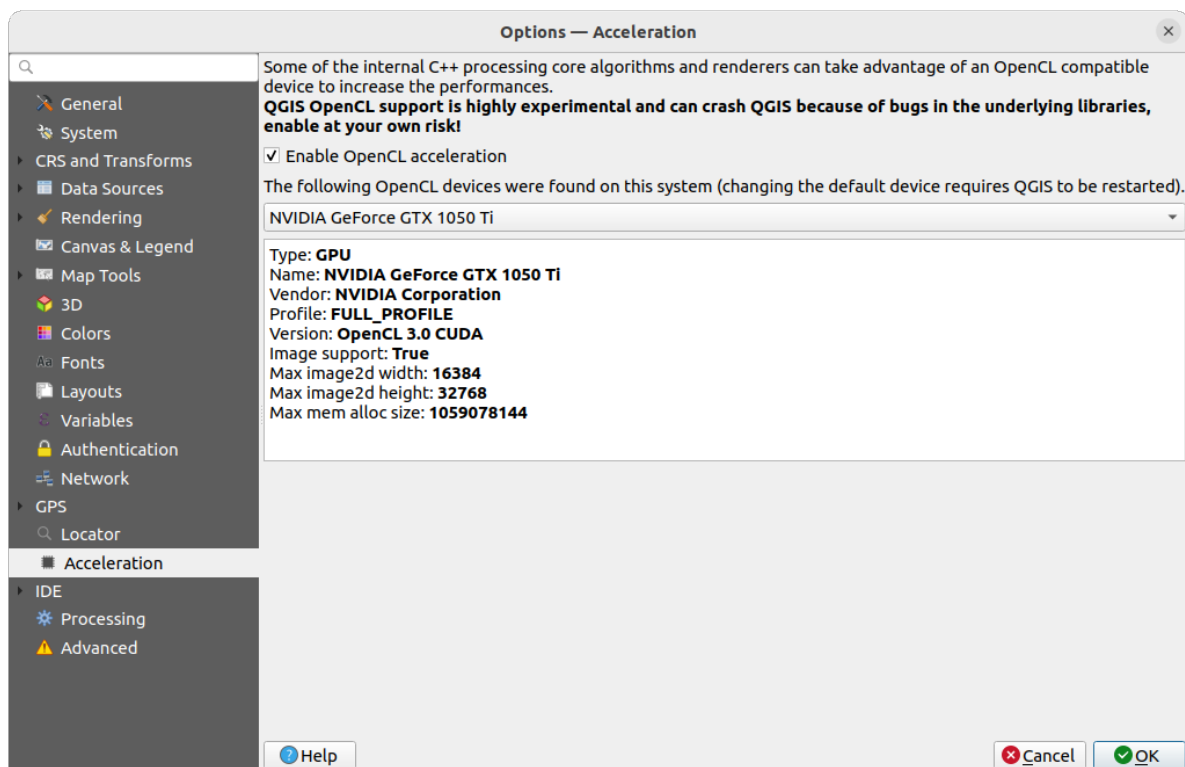 Options — Acceleration
General
System
CRS and Transforms
Data Sources
Rendering
Canvas & Legend
Map Tools
3D
Colors
Aa Fonts
Layouts
ε Variables
Authentication
Network
GPS
Locator
Acceleration
IDE
Processing
Advanced
Some of the internal C++ processing core algorithms and renderers can take advantage of an OpenCL compatible
device to increase the performances.
QGIS OpenCL support is highly experimental and can crash QGIS because of bugs in the underlying libraries,
enable at your own risk!
Enable OpenCL acceleration
The following OpenCL devices were found on this system (changing the default device requires QGIS to be restarted).
NVIDIA GeForce GTX 1050 Ti
Type: GPU
Name: NVIDIA GeForce GTX 1050 Ti
Vendor: NVIDIA Corporation
Profile: FULL_PROFILE
Version: OpenCL 3.0 CUDA
Image support: True
Max image2d width: 16384
Max image2d height: 32768
Max mem alloc size: 1059078144
? Help
Cancel
OK